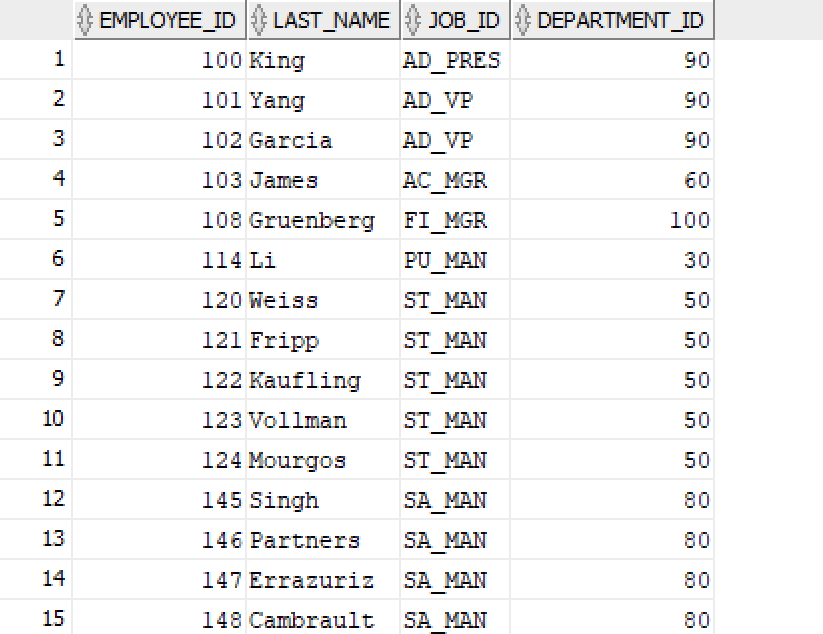 EMPLOYEE_ID LAST_NAME JOB_ID DEPARTMENT_ID
1 100 King AD_PRES 90
2 101 Yang AD_VP 90
3 102 Garcia AD_VP 90
4 103 James AC_MGR 60
5 108 Gruenberg FI_MGR 100
6 114 Li PU_MAN 30
7 120 Weiss ST_MAN 50
8 121 Fripp ST_MAN 50
9 122 Kaufling ST_MAN 50
10 123 Vollman ST_MAN 50
11 124 Mourgos ST_MAN 50
12 145 Singh SA_MAN 80
13 146 Partners SA_MAN 80
14 147 Errazuriz SA_MAN 80
15 148 Cambrault SA_MAN 80